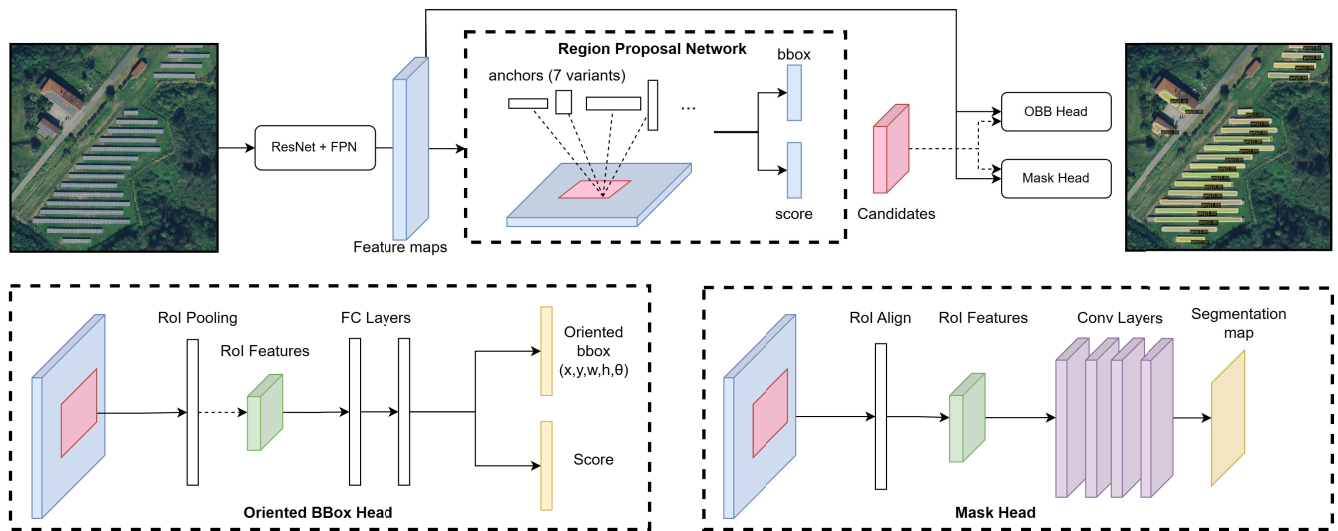 Region Proposal Network
anchors (7 variants)
...
bbox
score
ResNet + FPN
Feature maps
Candidates
OBB Head
Mask Head
RoI Pooling
RoI Features
FC Layers
Oriented
bbox
(x,y,w,h,θ)
Score
Oriented BBox Head
RoI Align
RoI Features
Conv Layers
Segmentation
map
Mask Head